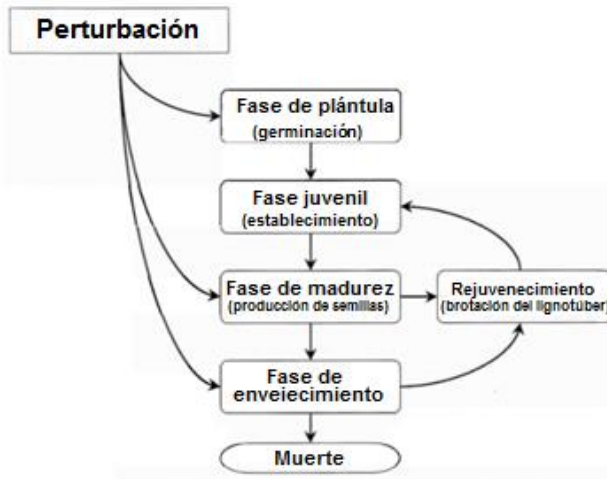 Perturbación
Fase de plántula
(germinación)
Fase juvenil
(establecimiento)
Fase de madurez
(producción de semillas)
Rejuvenecimiento
(brotación del lignotúber)
Fase de
enveiecimiento
Muerte